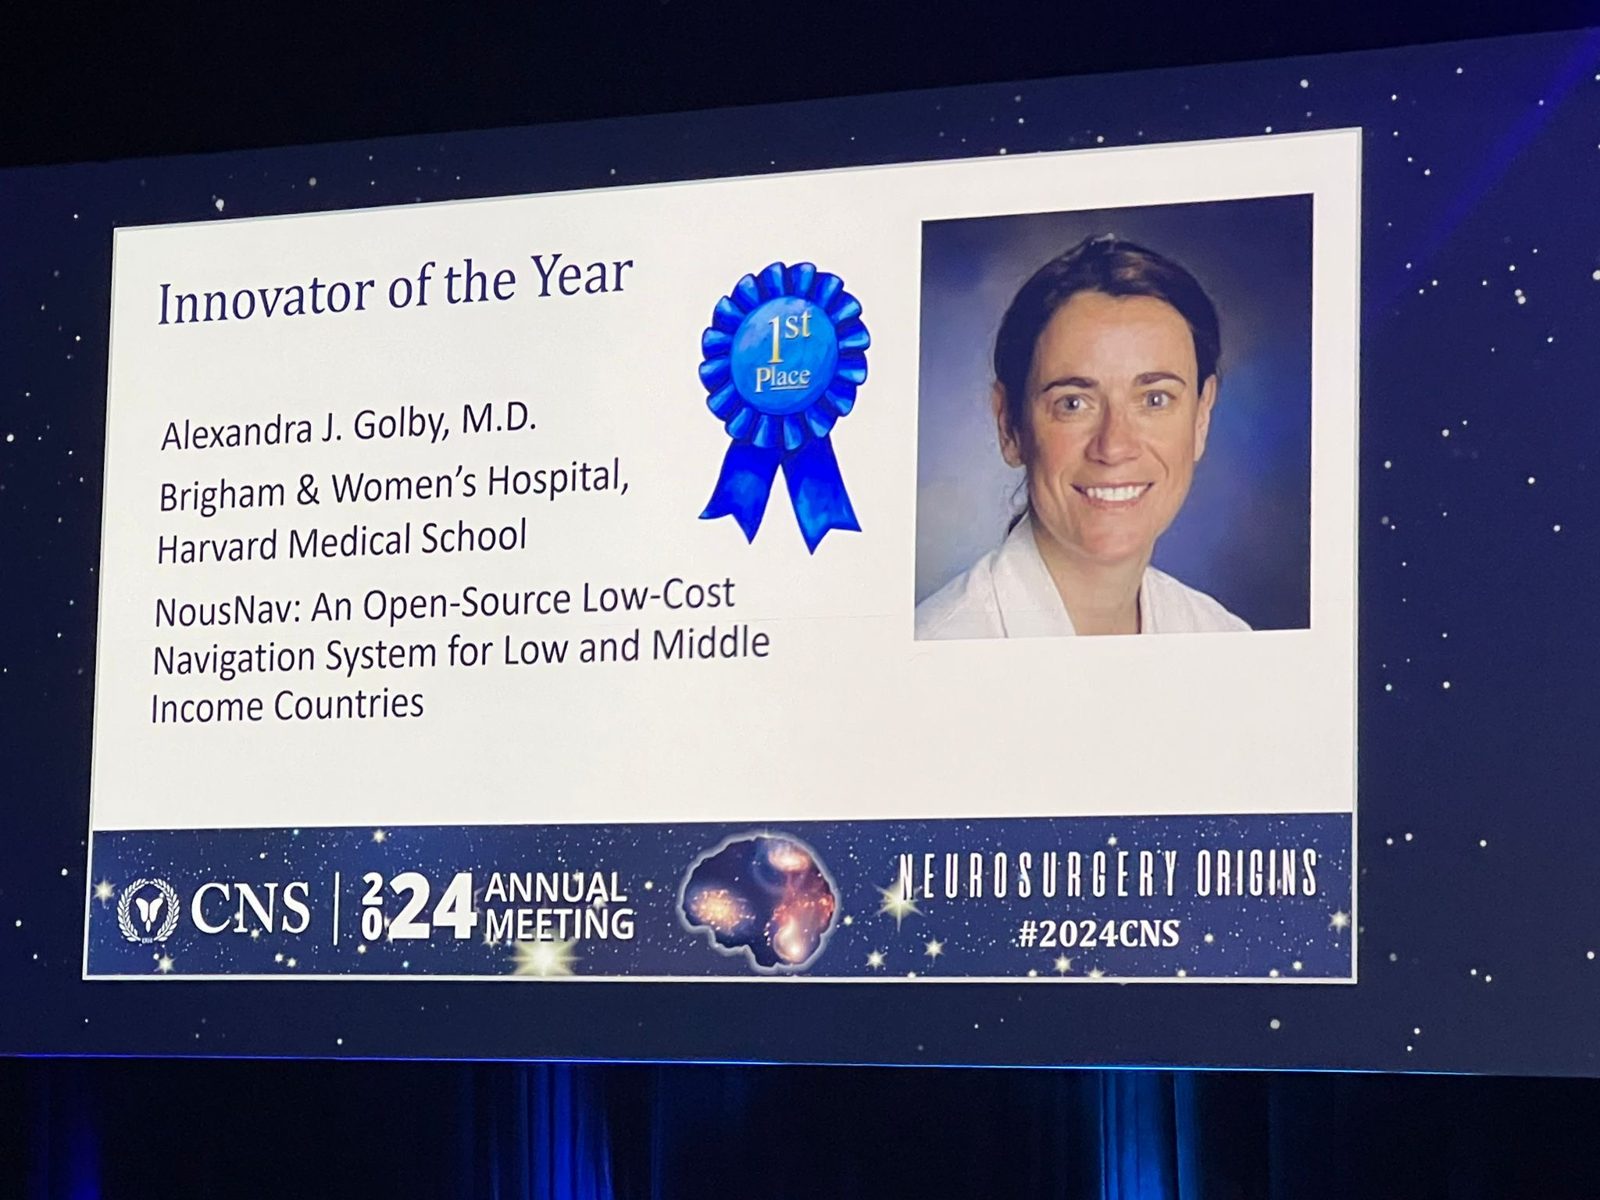 Innovator of the Year
1st
Place
Alexandra J. Golby, M.D.
Brigham & Women's Hospital,
Harvard Medical School
NousNav: An Open-Source Low-Cost
Navigation System for Low and Middle
Income Countries
CNS | 2024 ANNUAL
MEETING
NEUROSURGERY ORIGINS
#2024CNS